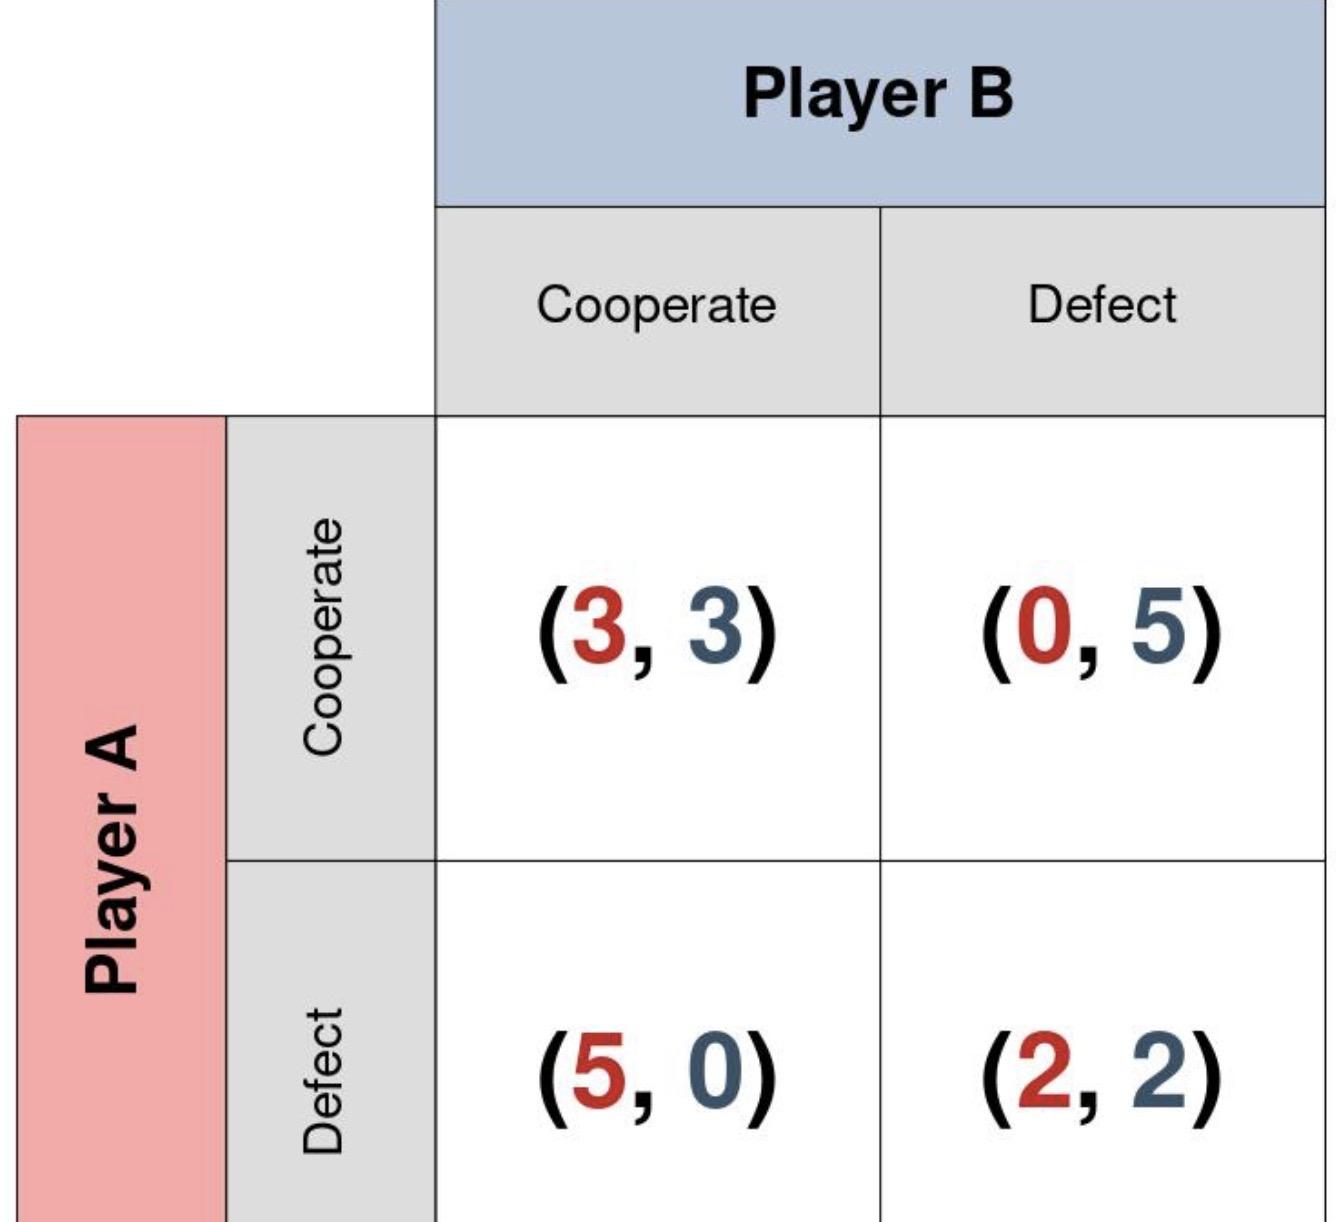 Player B
Cooperate
Defect
Player A
Cooperate
(3, 3)
(0, 5)
Defect
(5, 0)
(2, 2)